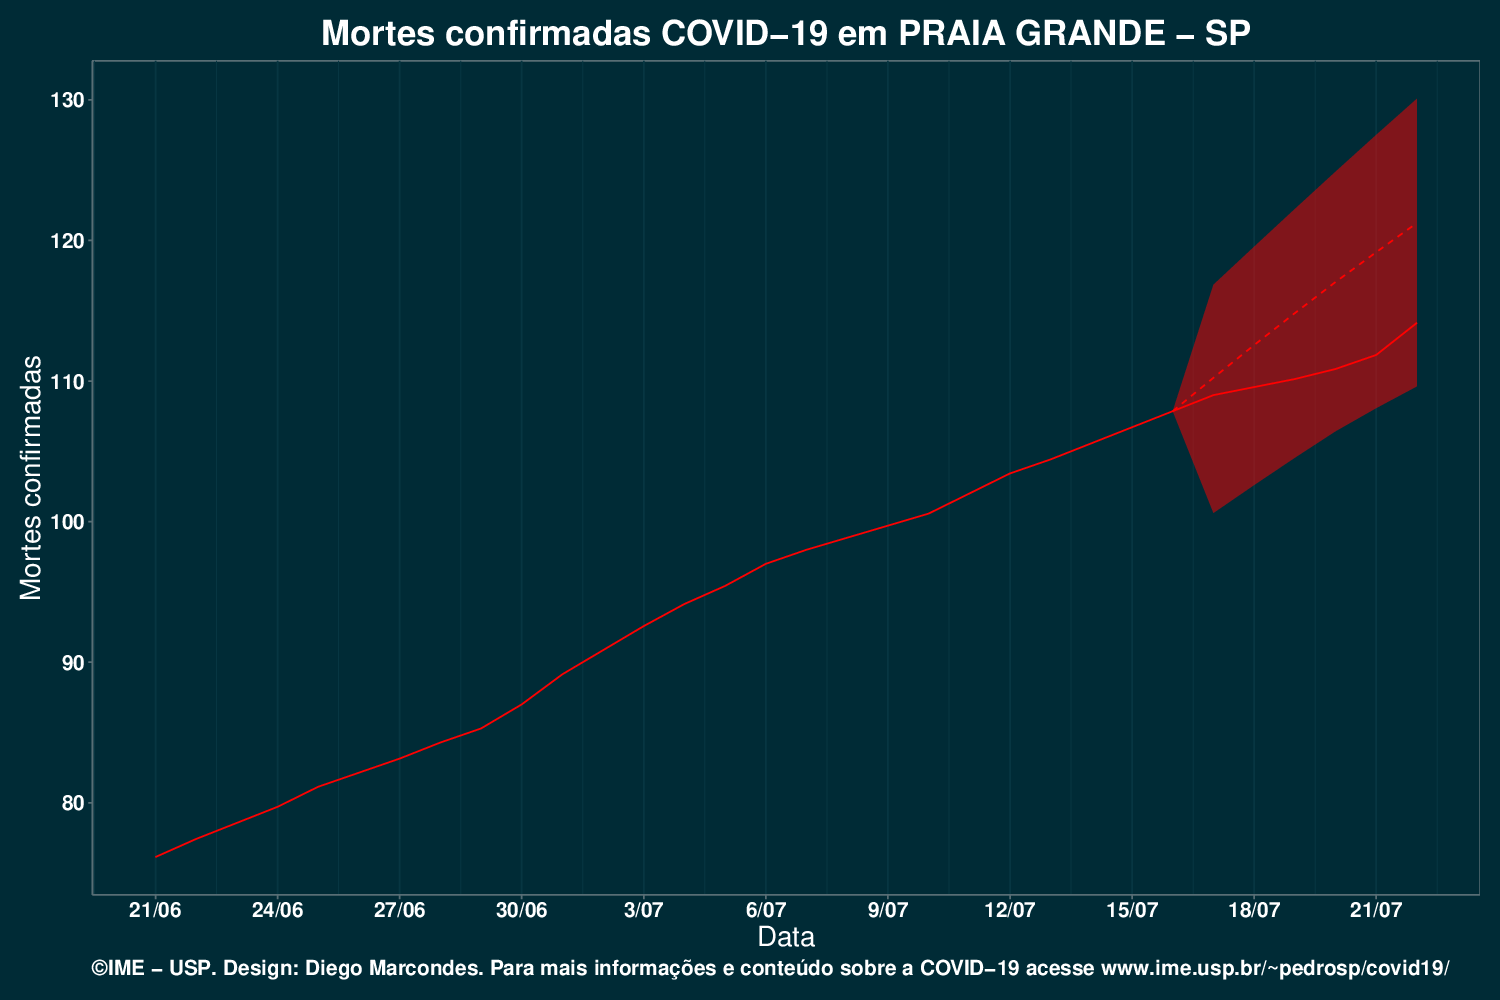 Mortes confirmadas COVID−19 em PRAIA GRANDE − SP
130
120
110
100
90
80
Mortes confirmadas
21/06 24/06 27/06 30/06 3/07 6/07 9/07 12/07 15/07 18/07 21/07
Data
©IME − USP. Design: Diego Marcondes. Para mais informações e conteúdo sobre a COVID−19 acesse www.ime.usp.br/~pedrosp/covid19/